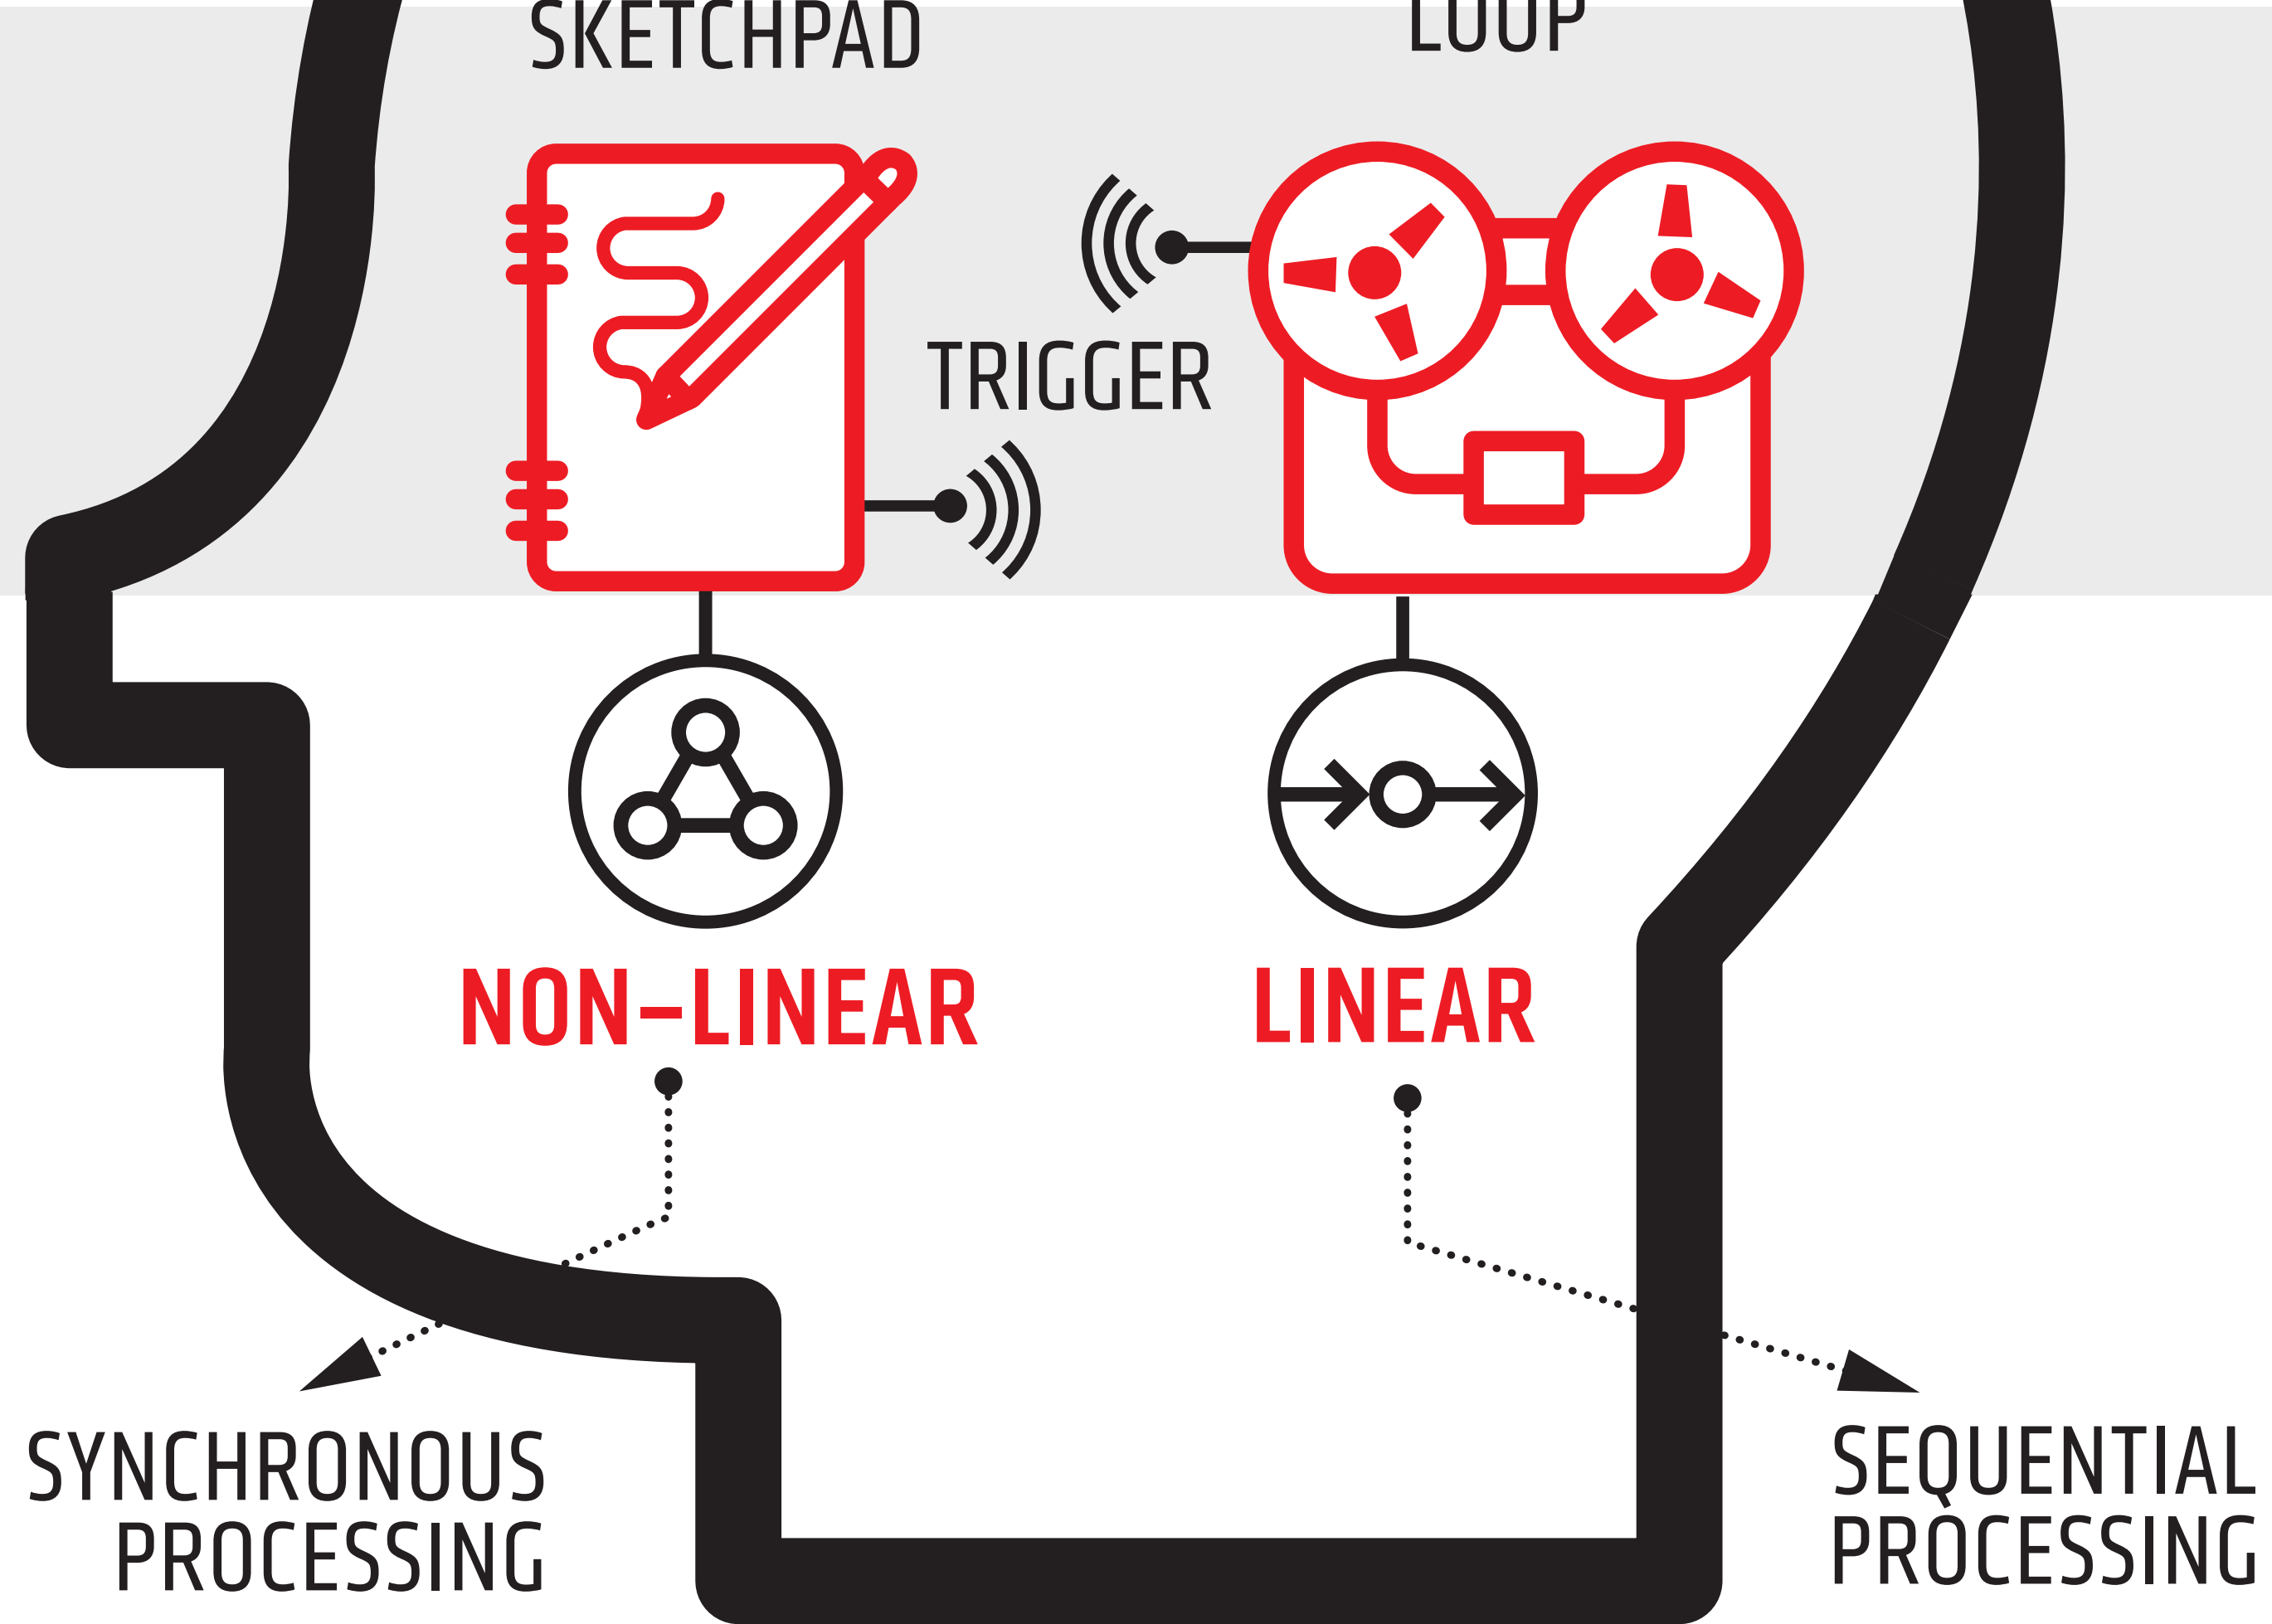 SKETCHPAD
LOOP
TRIGGER
NON-LINEAR
LINEAR
SYNCHRONOUS
PROCESSING
SEQUENTIAL
PROCESSING